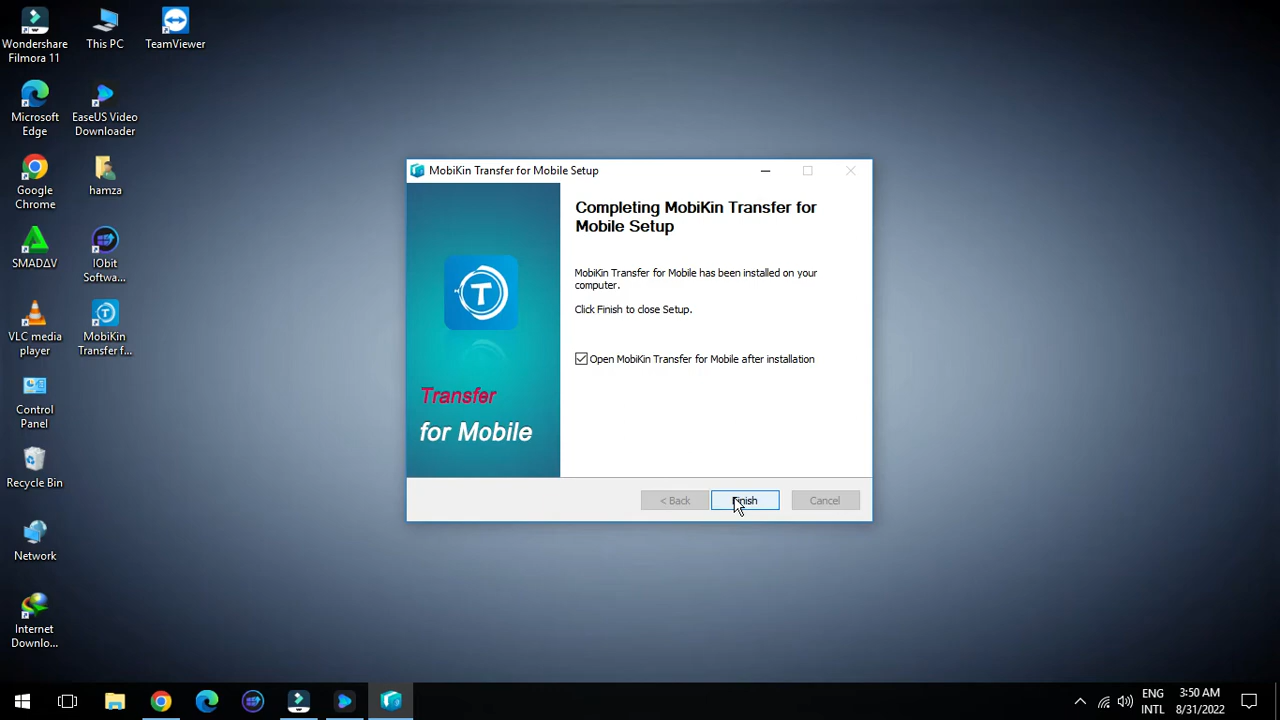 Wondershare
Filmora 11
This PC
TeamViewer
Microsoft
Edge
EaseUS Video
Downloader
Google
Chrome
hamza
SMADΔV
IObit
Softwa...
VLC media
player
MobiKin
Transfer f...
Control
Panel
Recycle Bin
Network
Internet
Downlo...
MobiKin Transfer for Mobile Setup
T
Transfer
for Mobile
Completing MobiKin Transfer for
Mobile Setup
MobiKin Transfer for Mobile has been installed on your
computer.
Click Finish to close Setup.
Open MobiKin Transfer for Mobile after installation
< Back
Finish
Cancel
ENG
INTL
3:50 AM
8/31/2022